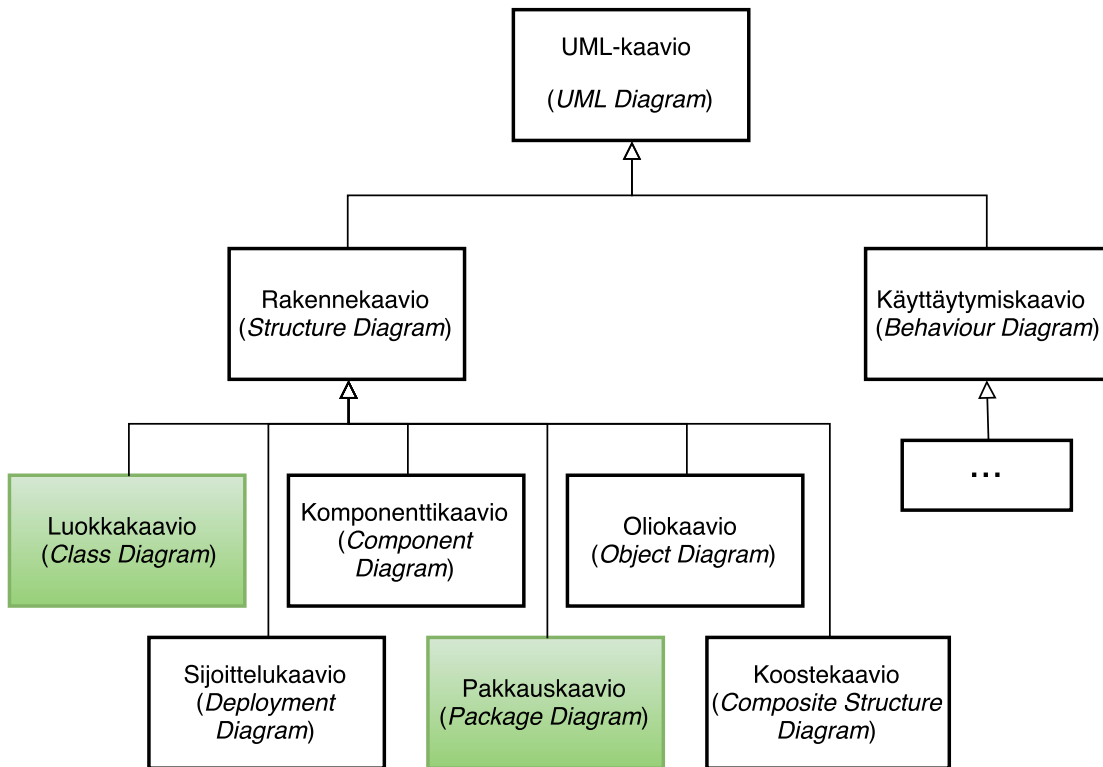 UML-kaavio
(UML Diagram)
Rakennekaavio
(Structure Diagram)
Käyttäytymiskaavio
(Behaviour Diagram)
...
Luokkakaavio
(Class Diagram)
Komponenttikaavio
(Component
Diagram)
Oliokaavio
(Object Diagram)
Sijoittelukaavio
(Deployment
Diagram)
Pakkauskaavio
(Package Diagram)
Koostekaavio
(Composite Structure
Diagram)